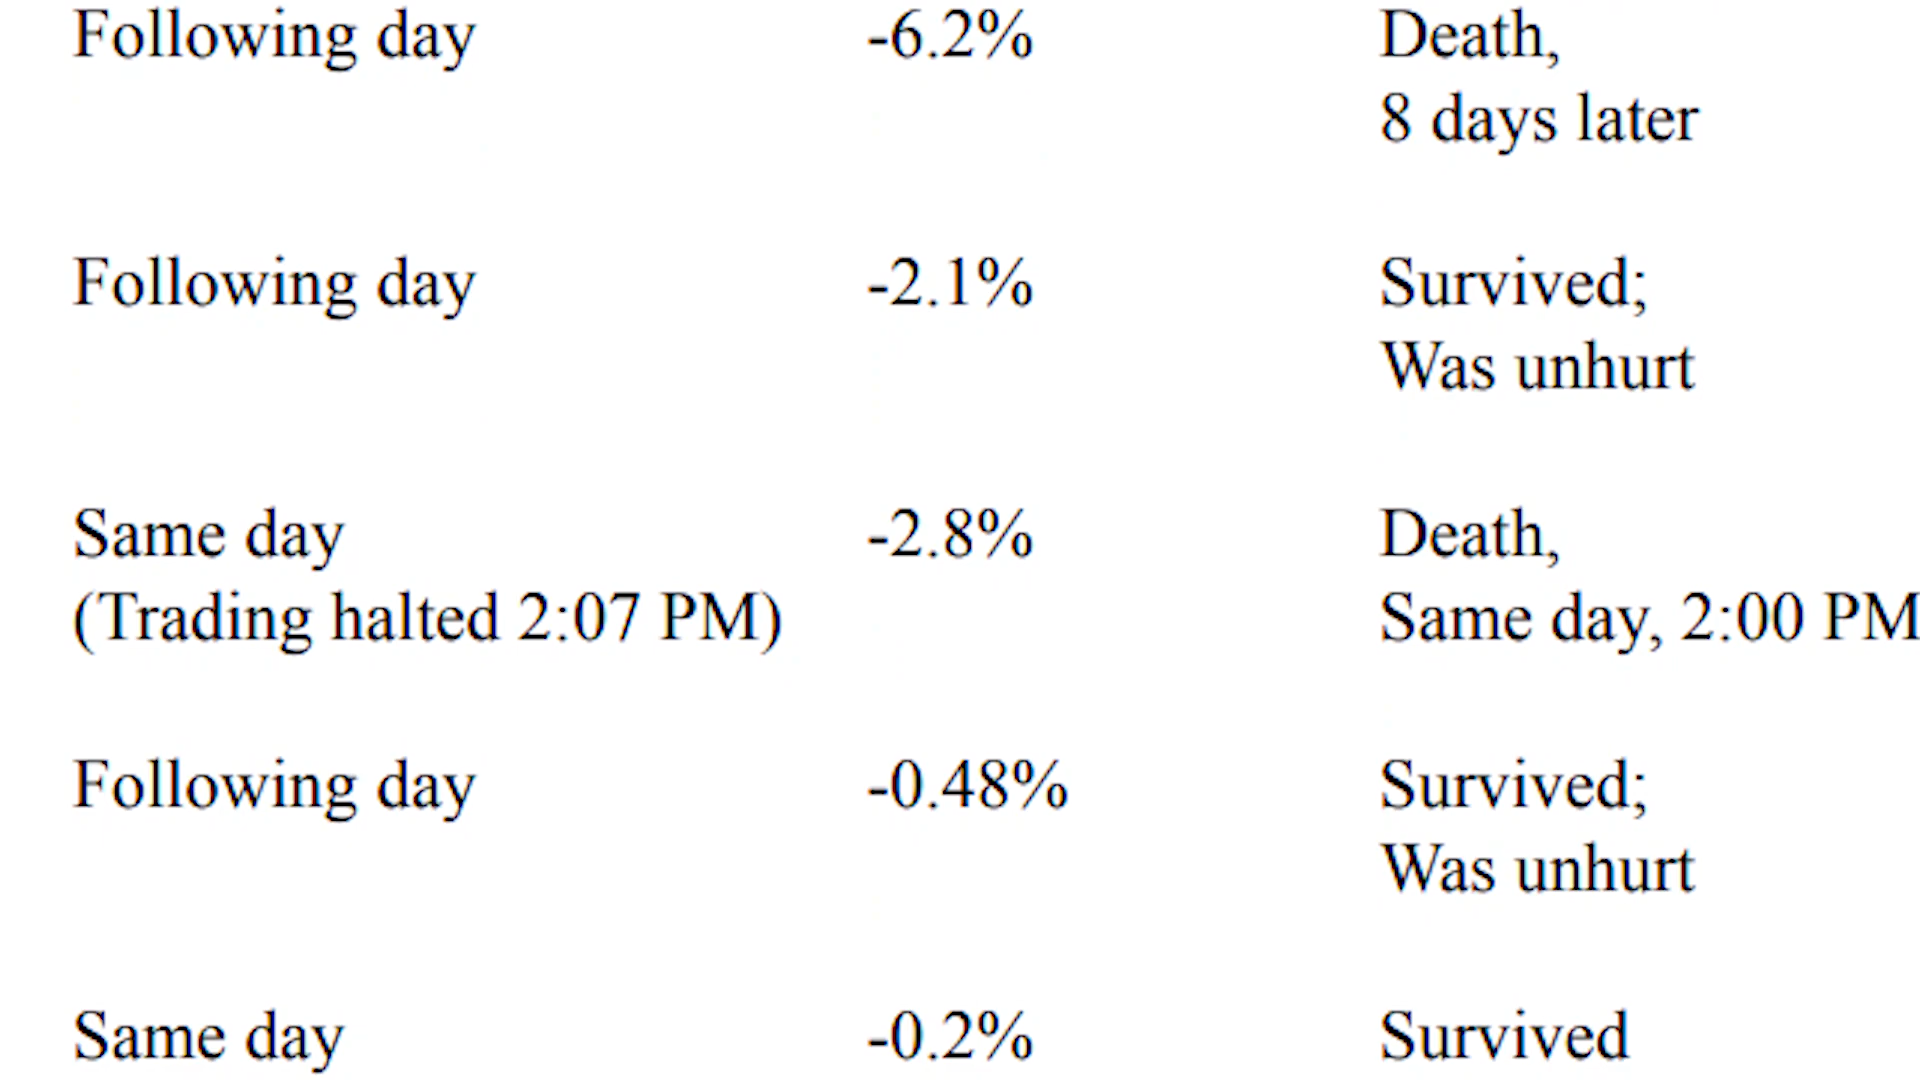 Following day -6.2% Death,
8 days later
Following day -2.1% Survived;
Was unhurt
Same day -2.8% Death,
(Trading halted 2:07 PM) Same day, 2:00 PM
Following day -0.48% Survived;
Was unhurt
Same day -0.2% Survived